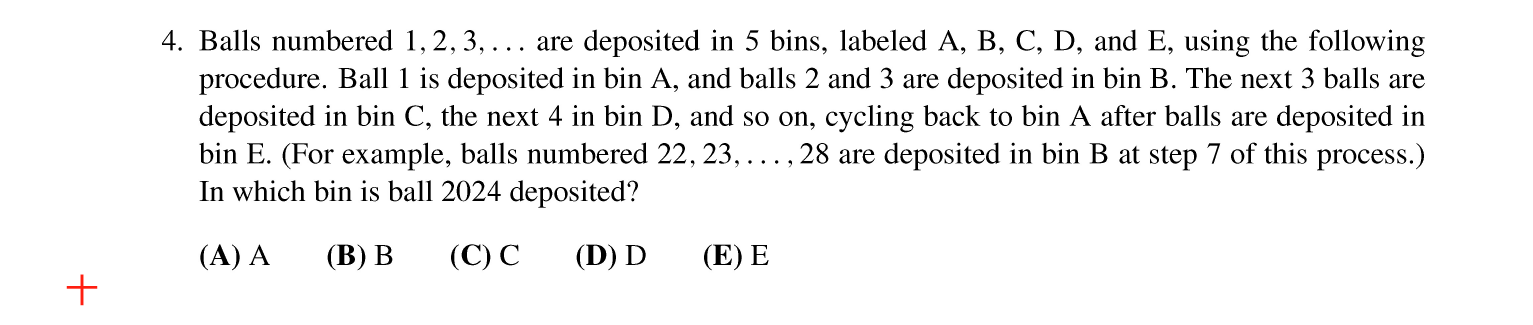 4. Balls numbered 1, 2, 3, . . . are deposited in 5 bins, labeled A, B, C, D, and E, using the following
procedure. Ball 1 is deposited in bin A, and balls 2 and 3 are deposited in bin B. The next 3 balls are
deposited in bin C, the next 4 in bin D, and so on, cycling back to bin A after balls are deposited in
bin E. (For example, balls numbered 22, 23, . . . , 28 are deposited in bin B at step 7 of this process.)
In which bin is ball 2024 deposited?
(A) A (B) B (C) C (D) D (E) E